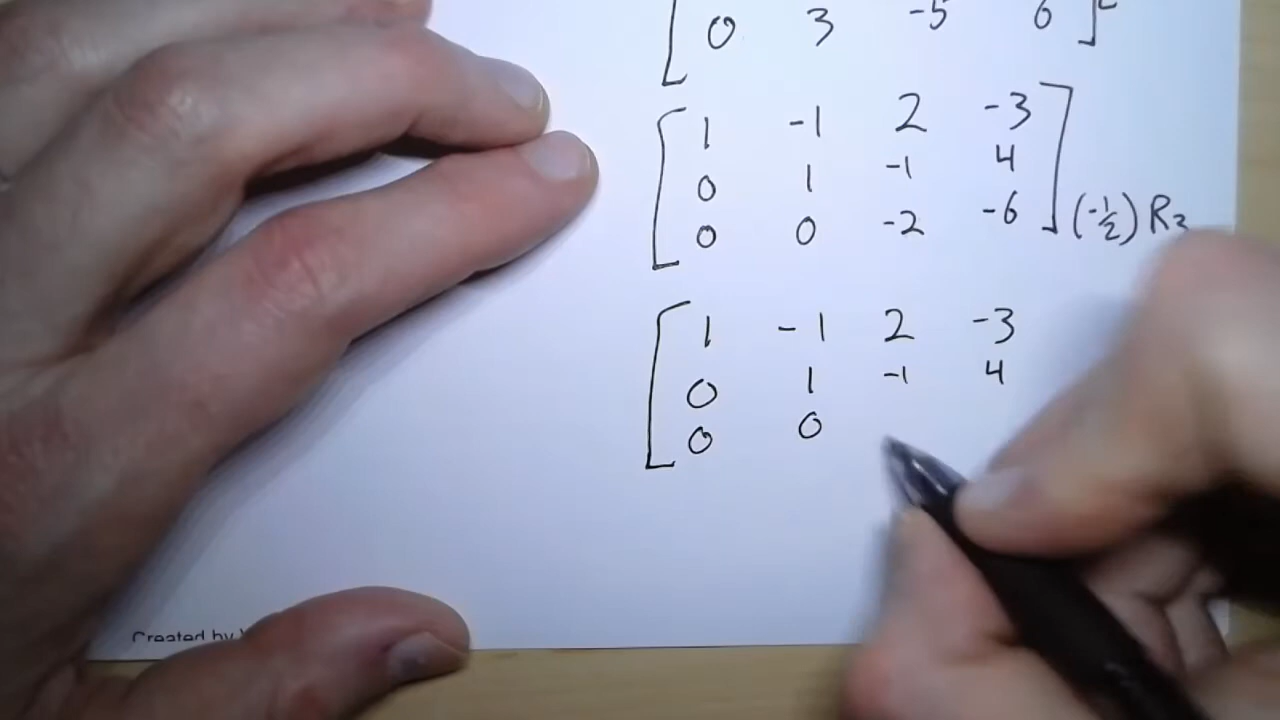 0 3 -5 6
1 -1 2 -3
0 1 -1 4
0 0 -2 -6 (-1/2) R3
1 -1 2 -3
0 1 -1 4
0 0
Created by